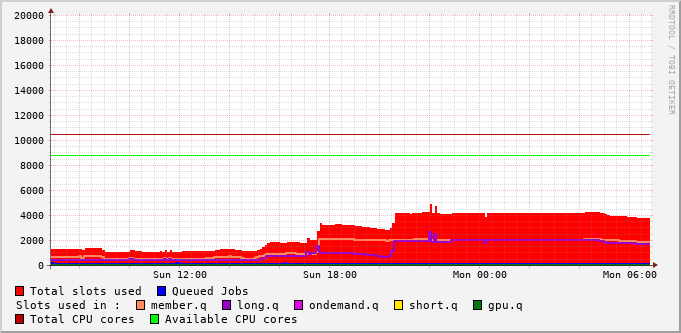 RRDTOOL / TOBI OETIKER
20000
18000
16000
14000
12000
10000
8000
6000
4000
2000
0
Sun 12:00 Sun 18:00 Mon 00:00 Mon 06:00
Total slots used Queued Jobs
Slots used in : member.q long.q ondemand.q short.q gpu.q
Total CPU cores Available CPU cores